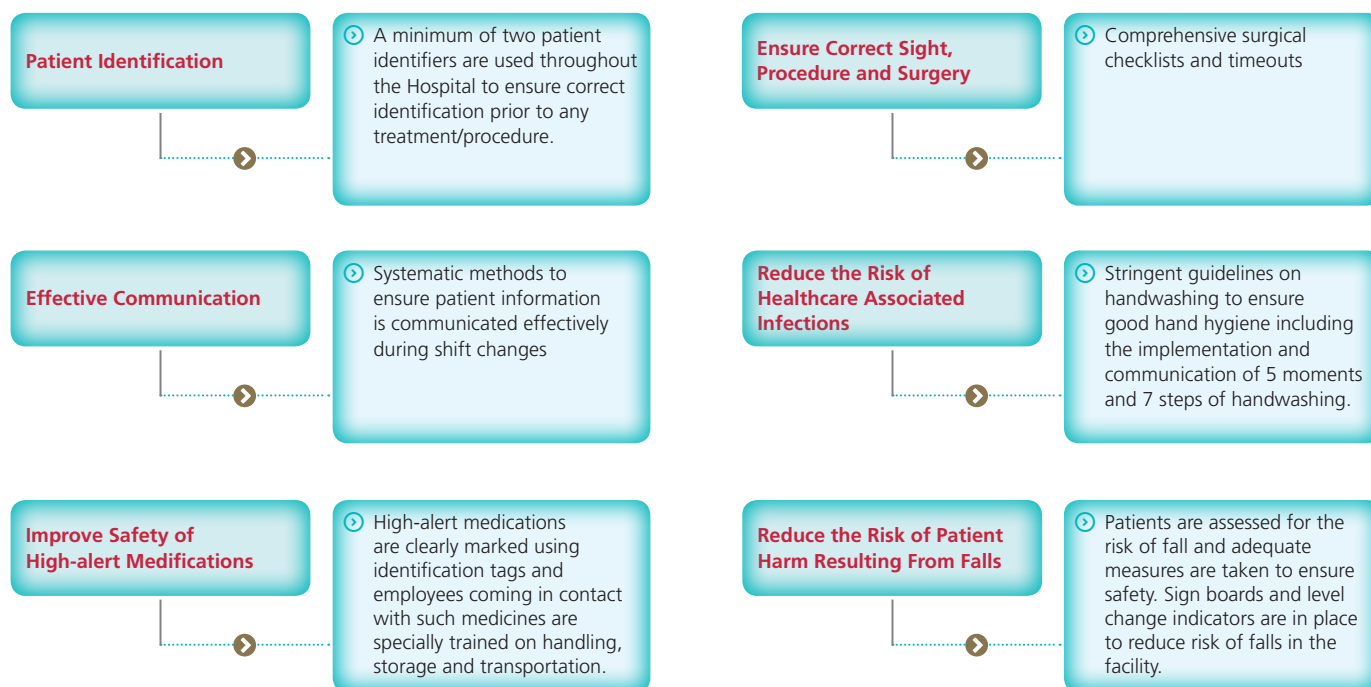 Patient Identification
A minimum of two patient
identifiers are used throughout
the Hospital to ensure correct
identification prior to any
treatment/procedure.
Ensure Correct Sight,
Procedure and Surgery
Comprehensive surgical
checklists and timeouts
Effective Communication
Systematic methods to
ensure patient information
is communicated effectively
during shift changes
Reduce the Risk of
Healthcare Associated
Infections
Stringent guidelines on
handwashing to ensure
good hand hygiene including
the implementation and
communication of 5 moments
and 7 steps of handwashing.
Improve Safety of
High-alert Medifications
High-alert medications
are clearly marked using
identification tags and
employees coming in contact
with such medicines are
specially trained on handling,
storage and transportation.
Reduce the Risk of Patient
Harm Resulting From Falls
Patients are assessed for the
risk of fall and adequate
measures are taken to ensure
safety. Sign boards and level
change indicators are in place
to reduce risk of falls in the
facility.